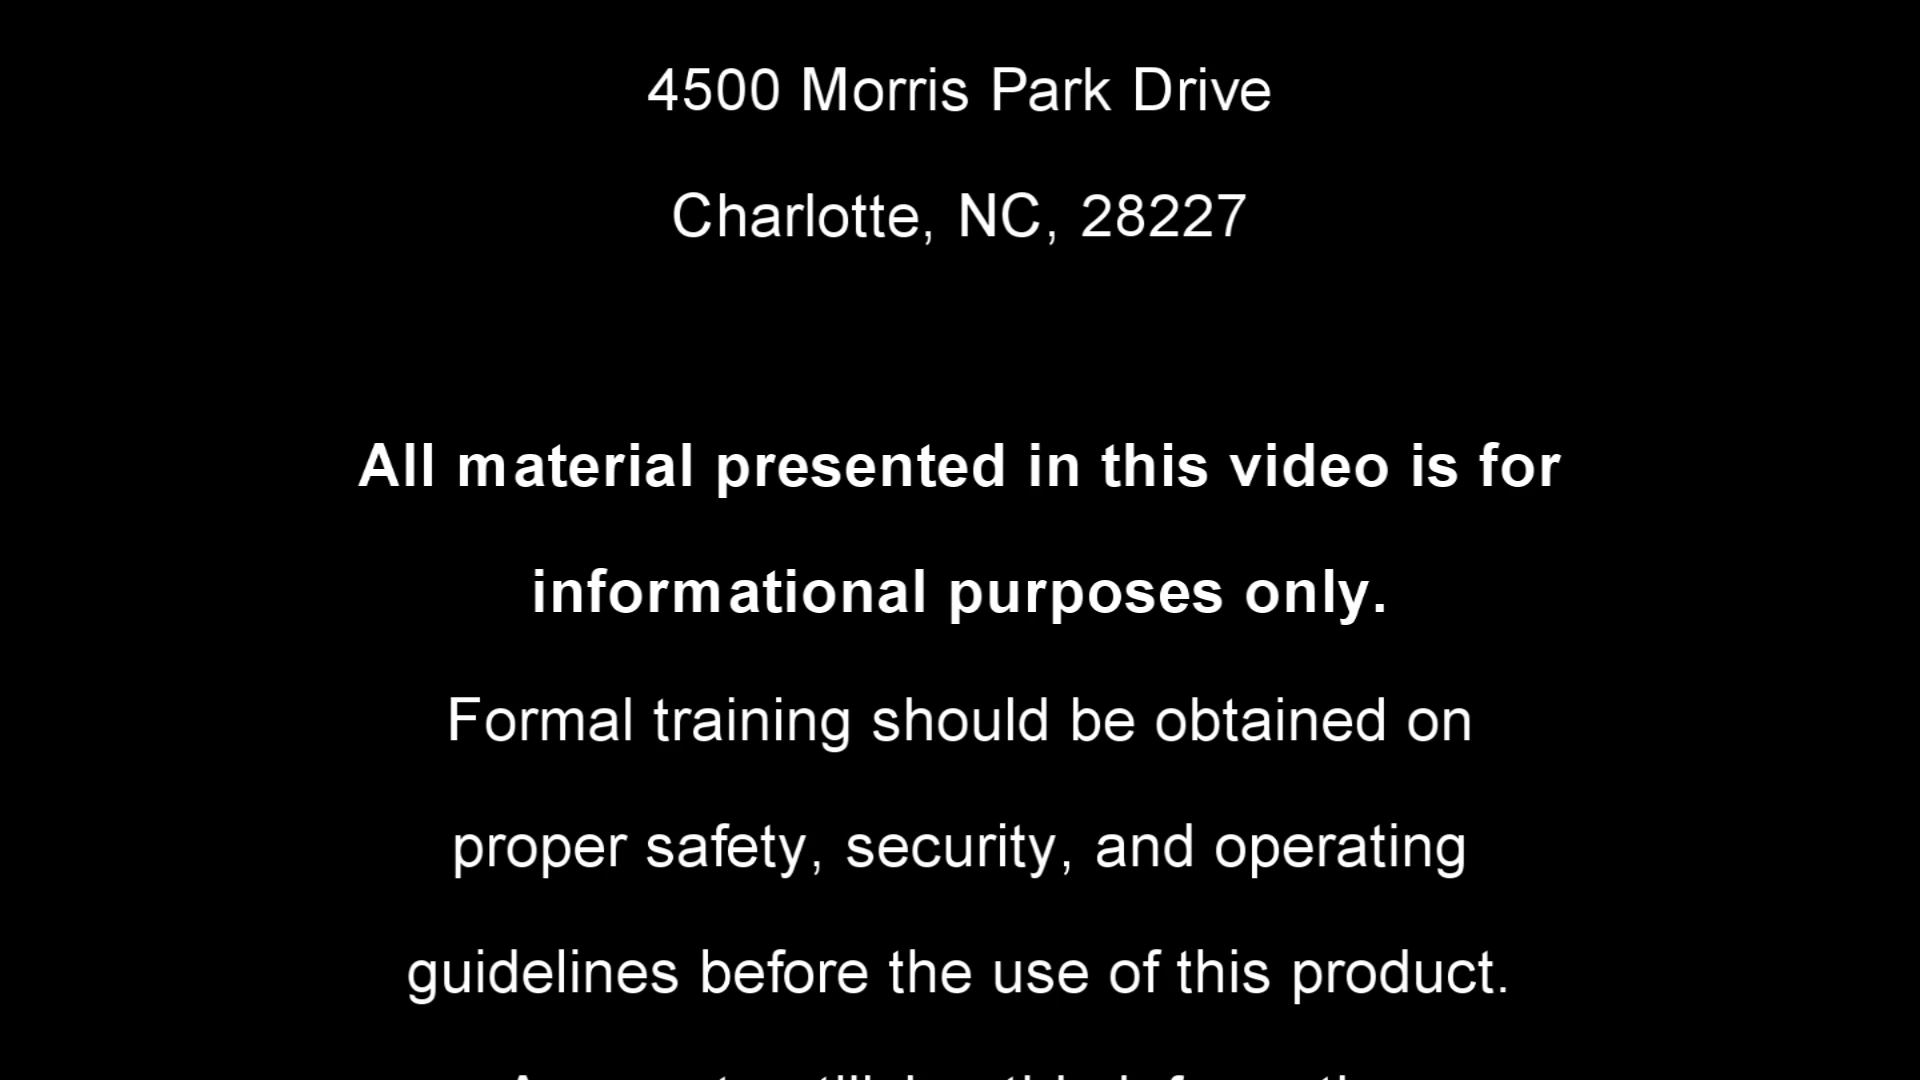 4500 Morris Park Drive
Charlotte, NC, 28227
All material presented in this video is for
informational purposes only.
Formal training should be obtained on
proper safety, security, and operating
guidelines before the use of this product.